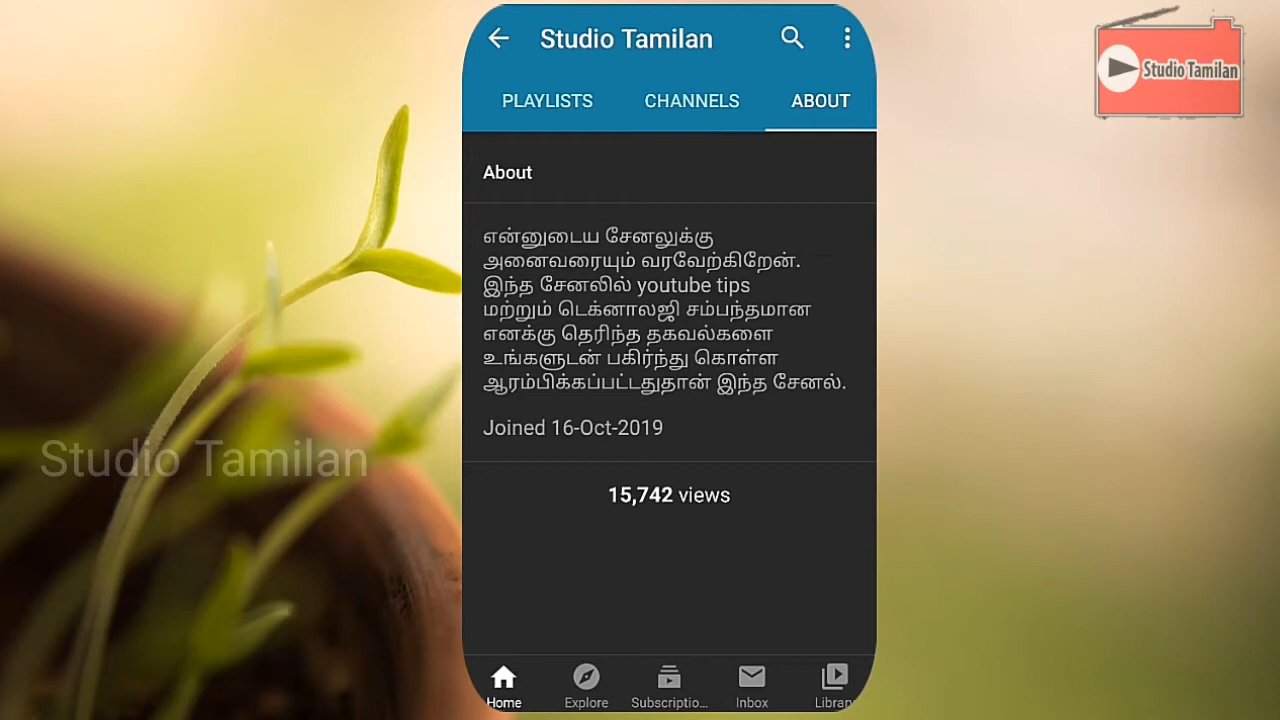 Studio Tamilan
PLAYLISTS CHANNELS ABOUT
About
என்னுடைய சேனலுக்கு
அனைவரையும் வரவேற்கிறேன்.
இந்த சேனலில் youtube tips
மற்றும் டெக்னாலஜி சம்பந்தமான
எனக்கு தெரிந்த தகவல்களை
உங்களுடன் பகிர்ந்து கொள்ள
ஆரம்பிக்கப்பட்டதுதான் இந்த சேனல்.
Joined 16-Oct-2019
15,742 views
Home Explore Subscriptio... Inbox Library
Studio Tamilan
Studio Tamilan